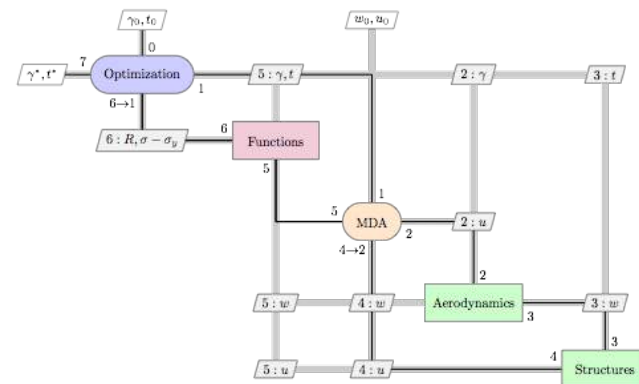 γ₀, t₀
w₀, u₀
0
γ*, t*
7
Optimization
1
5 : γ, t
2 : γ
3 : t
6→1
6 : R, σ − σ_y
6
Functions
5
1
5
MDA
2
2 : u
4→2
2
5 : w
4 : w
Aerodynamics
3
3 : w
3
5 : u
4 : u
4
Structures